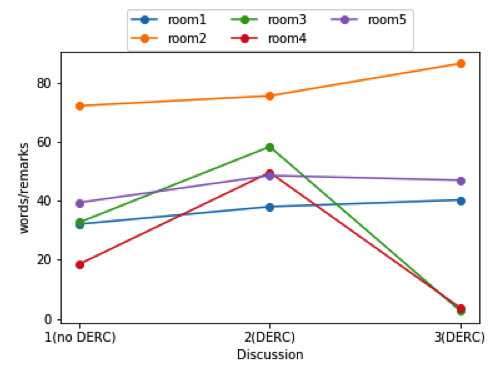 room1 room3 room5
room2 room4
80
60
40
20
0
words/remarks
1(no DERC) 2(DERC) 3(DERC)
Discussion